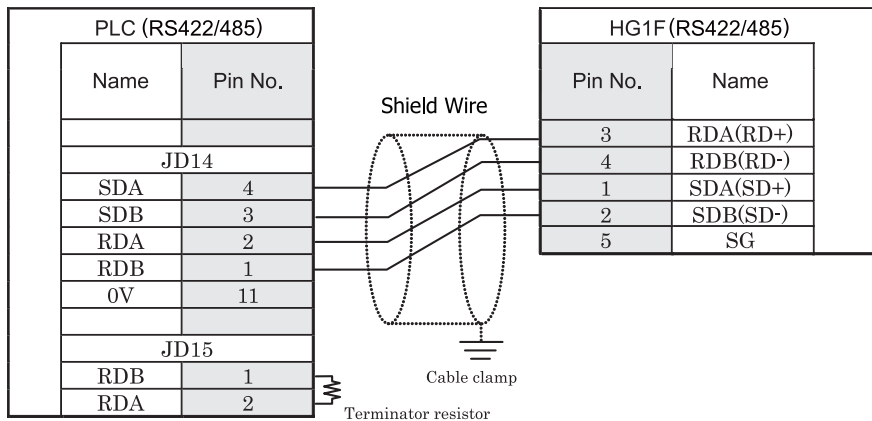 PLC (RS422/485)
Name Pin No.
JD14
SDA 4
SDB 3
RDA 2
RDB 1
0V 11
JD15
RDB 1
RDA 2
Terminator resistor
Shield Wire
Cable clamp
HG1F(RS422/485)
Pin No. Name
3 RDA(RD+)
4 RDB(RD-)
1 SDA(SD+)
2 SDB(SD-)
5 SG